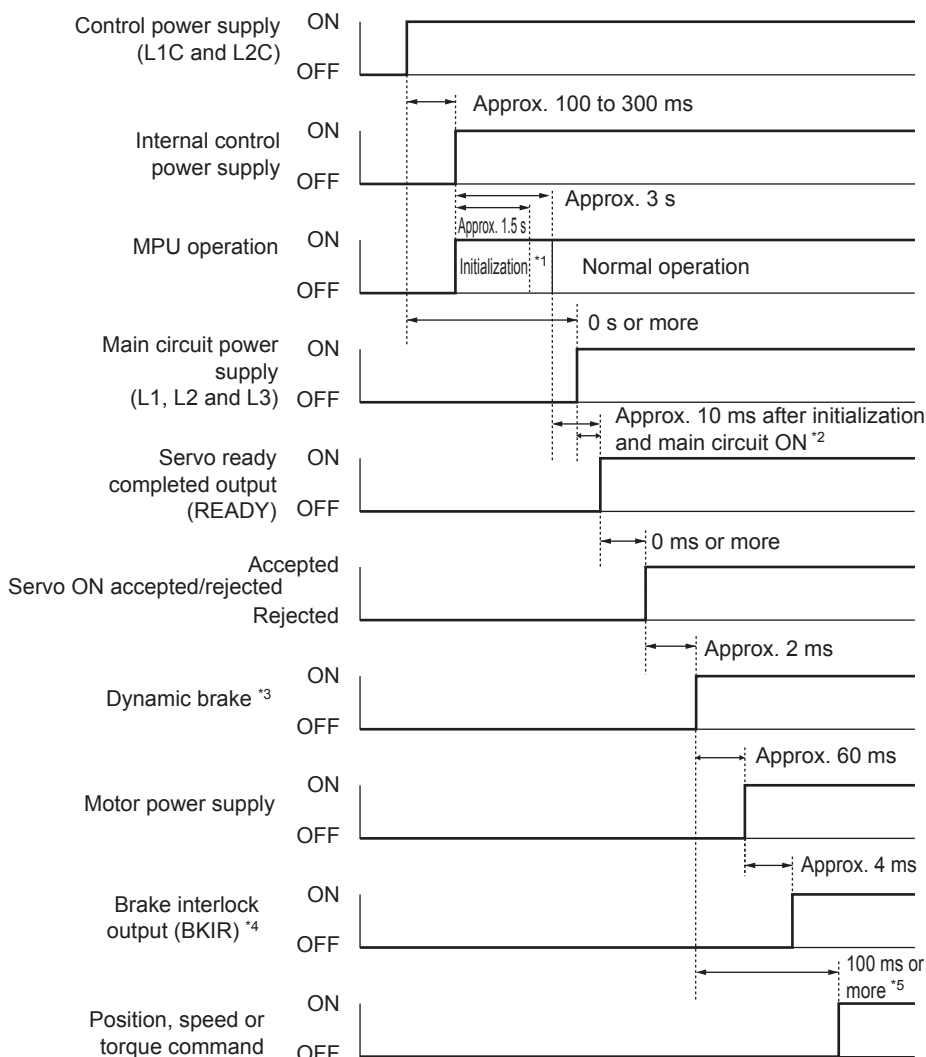 Control power supply
(L1C and L2C)
ON
OFF
Approx. 100 to 300 ms
Internal control
power supply
ON
OFF
Approx. 3 s
Approx. 1.5 s
MPU operation
ON
OFF
Initialization
*1
Normal operation
0 s or more
Main circuit power
supply
(L1, L2 and L3)
ON
OFF
Approx. 10 ms after initialization
and main circuit ON *2
Servo ready
completed output
(READY)
ON
OFF
0 ms or more
Servo ON accepted/rejected
Accepted
Rejected
Approx. 2 ms
Dynamic brake *3
ON
OFF
Approx. 60 ms
Motor power supply
ON
OFF
Approx. 4 ms
Brake interlock
output (BKIR) *4
ON
OFF
100 ms or
more *5
Position, speed or
torque command
ON
OFF